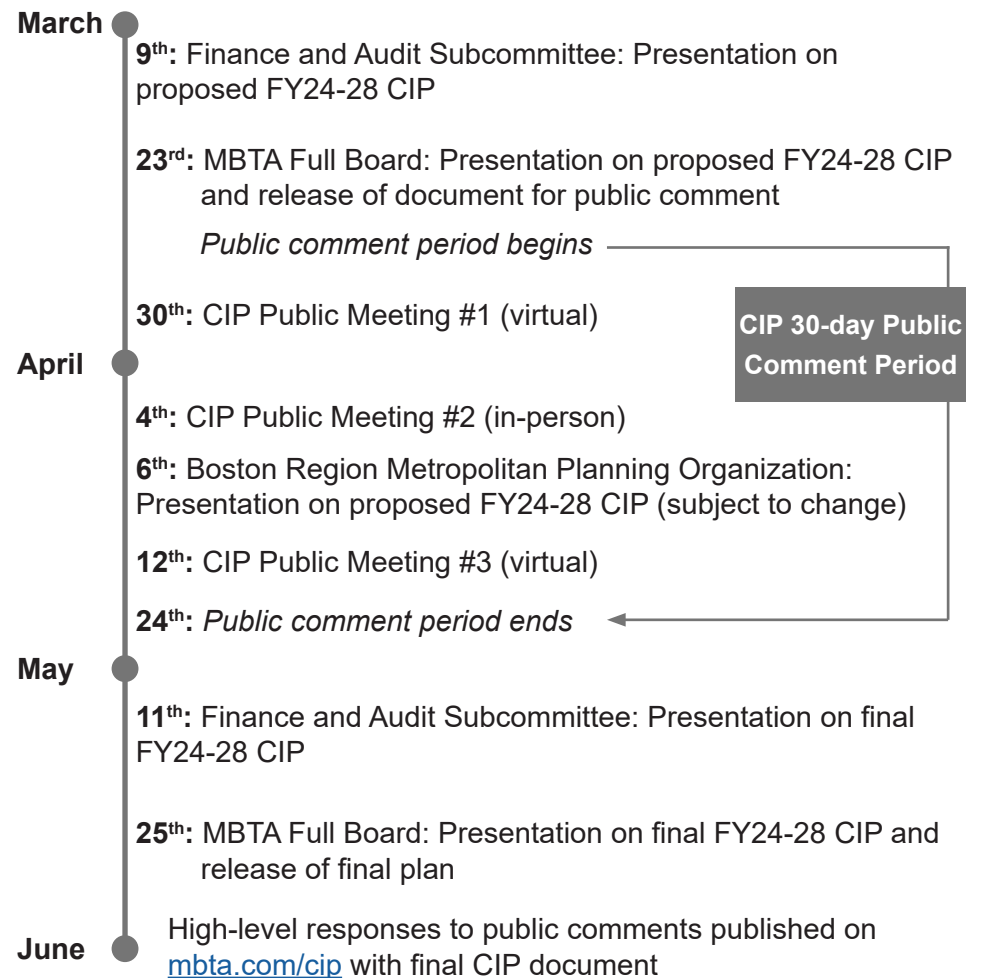 March
9th: Finance and Audit Subcommittee: Presentation on
proposed FY24-28 CIP
23rd: MBTA Full Board: Presentation on proposed FY24-28 CIP
and release of document for public comment
Public comment period begins
30th: CIP Public Meeting #1 (virtual)
CIP 30-day Public
Comment Period
April
4th: CIP Public Meeting #2 (in-person)
6th: Boston Region Metropolitan Planning Organization:
Presentation on proposed FY24-28 CIP (subject to change)
12th: CIP Public Meeting #3 (virtual)
24th: Public comment period ends
May
11th: Finance and Audit Subcommittee: Presentation on final
FY24-28 CIP
25th: MBTA Full Board: Presentation on final FY24-28 CIP and
release of final plan
June
High-level responses to public comments published on
mbta.com/cip with final CIP document